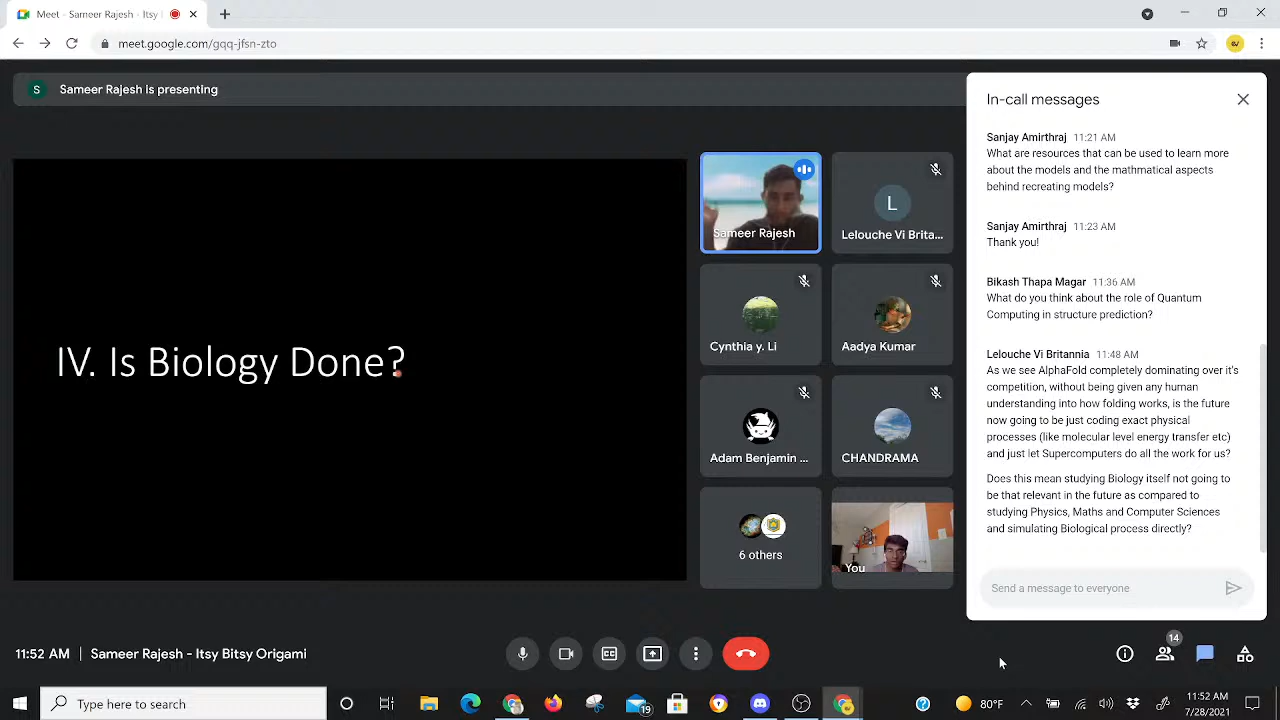 Meet - Sameer Rajesh - Itsy
meet.google.com/gqq-jfsn-zto
S
Sameer Rajesh is presenting
IV. Is Biology Done?
Sameer Rajesh
L
Lelouche Vi Brita...
Cynthia y. Li
Aadya Kumar
Adam Benjamin ...
CHANDRAMA
6 others
You
In-call messages
Sanjay Amirthraj 11:21 AM
What are resources that can be used to learn more
about the models and the mathmatical aspects
behind recreating models?
Sanjay Amirthraj 11:23 AM
Thank you!
Bikash Thapa Magar 11:36 AM
What do you think about the role of Quantum
Computing in structure prediction?
Lelouche Vi Britannia 11:48 AM
As we see AlphaFold completely dominating over it's
competition, without being given any human
understanding into how folding works, is the future
now going to be just coding exact physical
processes (like molecular level energy transfer etc)
and just let Supercomputers do all the work for us?
Does this mean studying Biology itself not going to
be that relevant in the future as compared to
studying Physics, Maths and Computer Sciences
and simulating Biological process directly?
Send a message to everyone
11:52 AM | Sameer Rajesh - Itsy Bitsy Origami
14
Type here to search
19
80°F
11:52 AM
7/28/2021